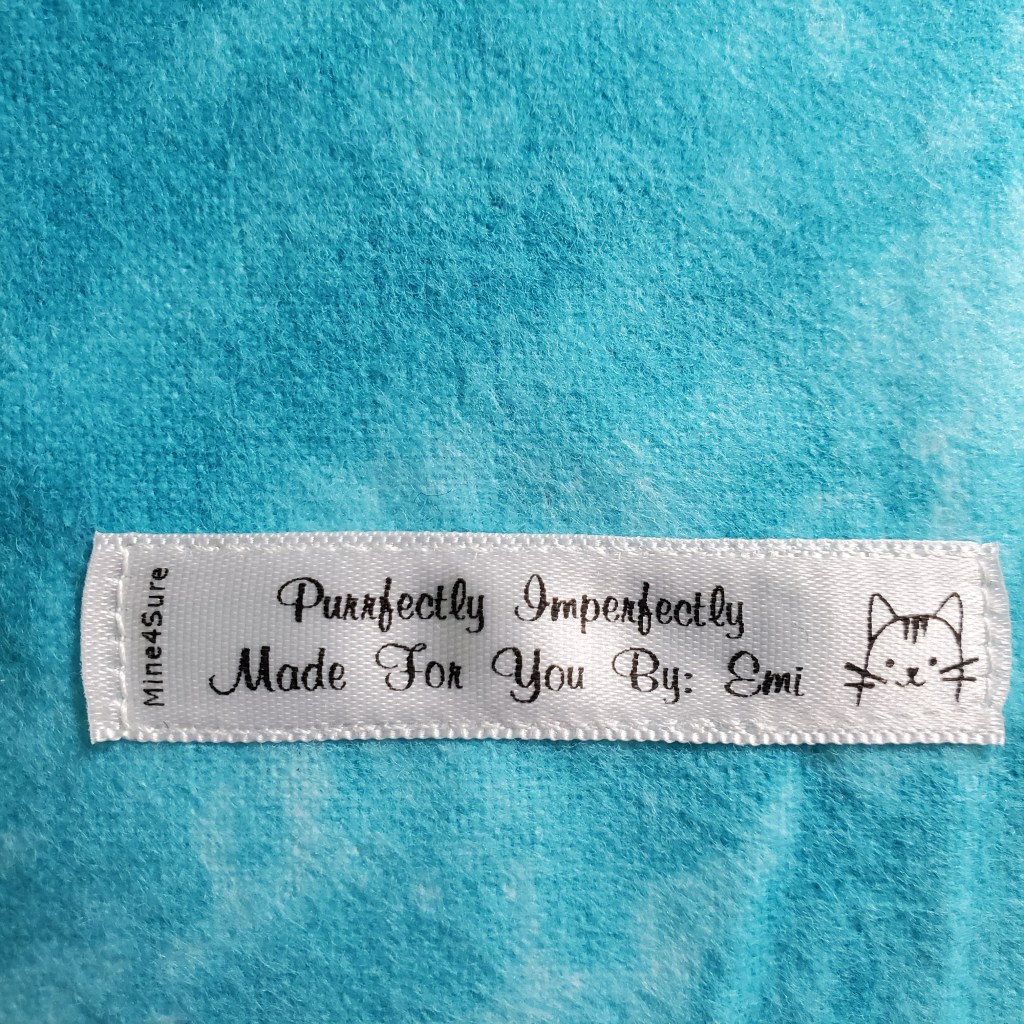 Mine4Sure
Purrfectly Imperfectly
Made For You By: Emi